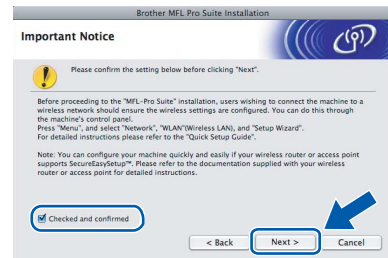 Brother MFL Pro Suite Installation
Important Notice
Please confirm the setting below before clicking "Next".
Before proceeding to the "MFL-Pro Suite" installation, users wishing to connect the machine to a
wireless network should ensure the wireless settings are configured. You can do this through
the machine's control panel.
Press "Menu", and select "Network", "WLAN"(Wireless LAN), and "Setup Wizard".
For detailed instructions please refer to the "Quick Setup Guide".
Note: You can configure your machine quickly and easily if your wireless router or access point
supports SecureEasySetup™. Please refer to the documentation supplied with your wireless
router or access point for detailed instructions.
Checked and confirmed
< Back
Next >
Cancel